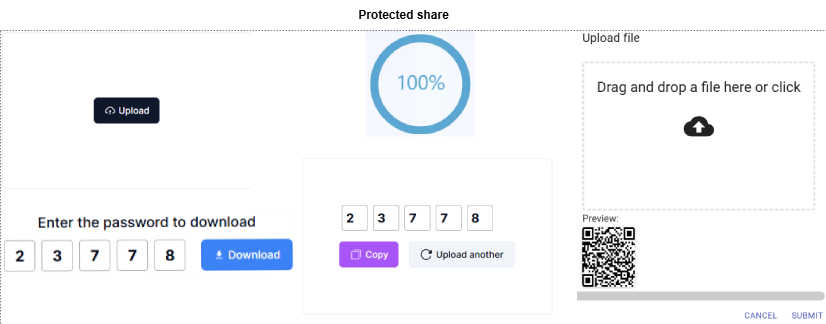 Protected share
Upload
100%
Upload file
Drag and drop a file here or click
Enter the password to download
2 3 7 7 8
Download
2 3 7 7 8
Copy
Upload another
Preview:
CANCEL SUBMIT